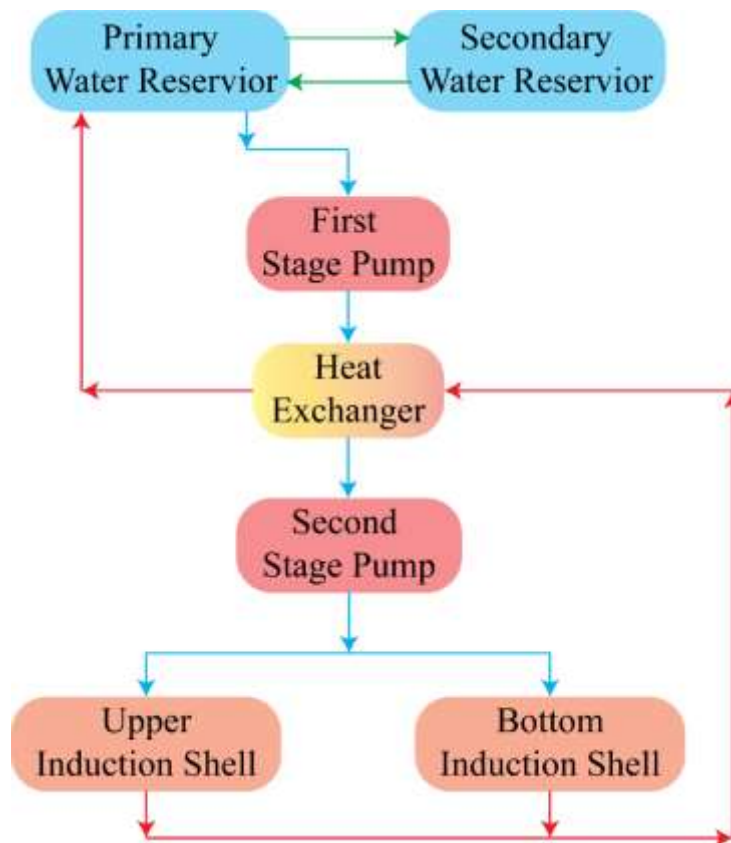 Primary
Water Reservior
Secondary
Water Reservior
First
Stage Pump
Heat
Exchanger
Second
Stage Pump
Upper
Induction Shell
Bottom
Induction Shell